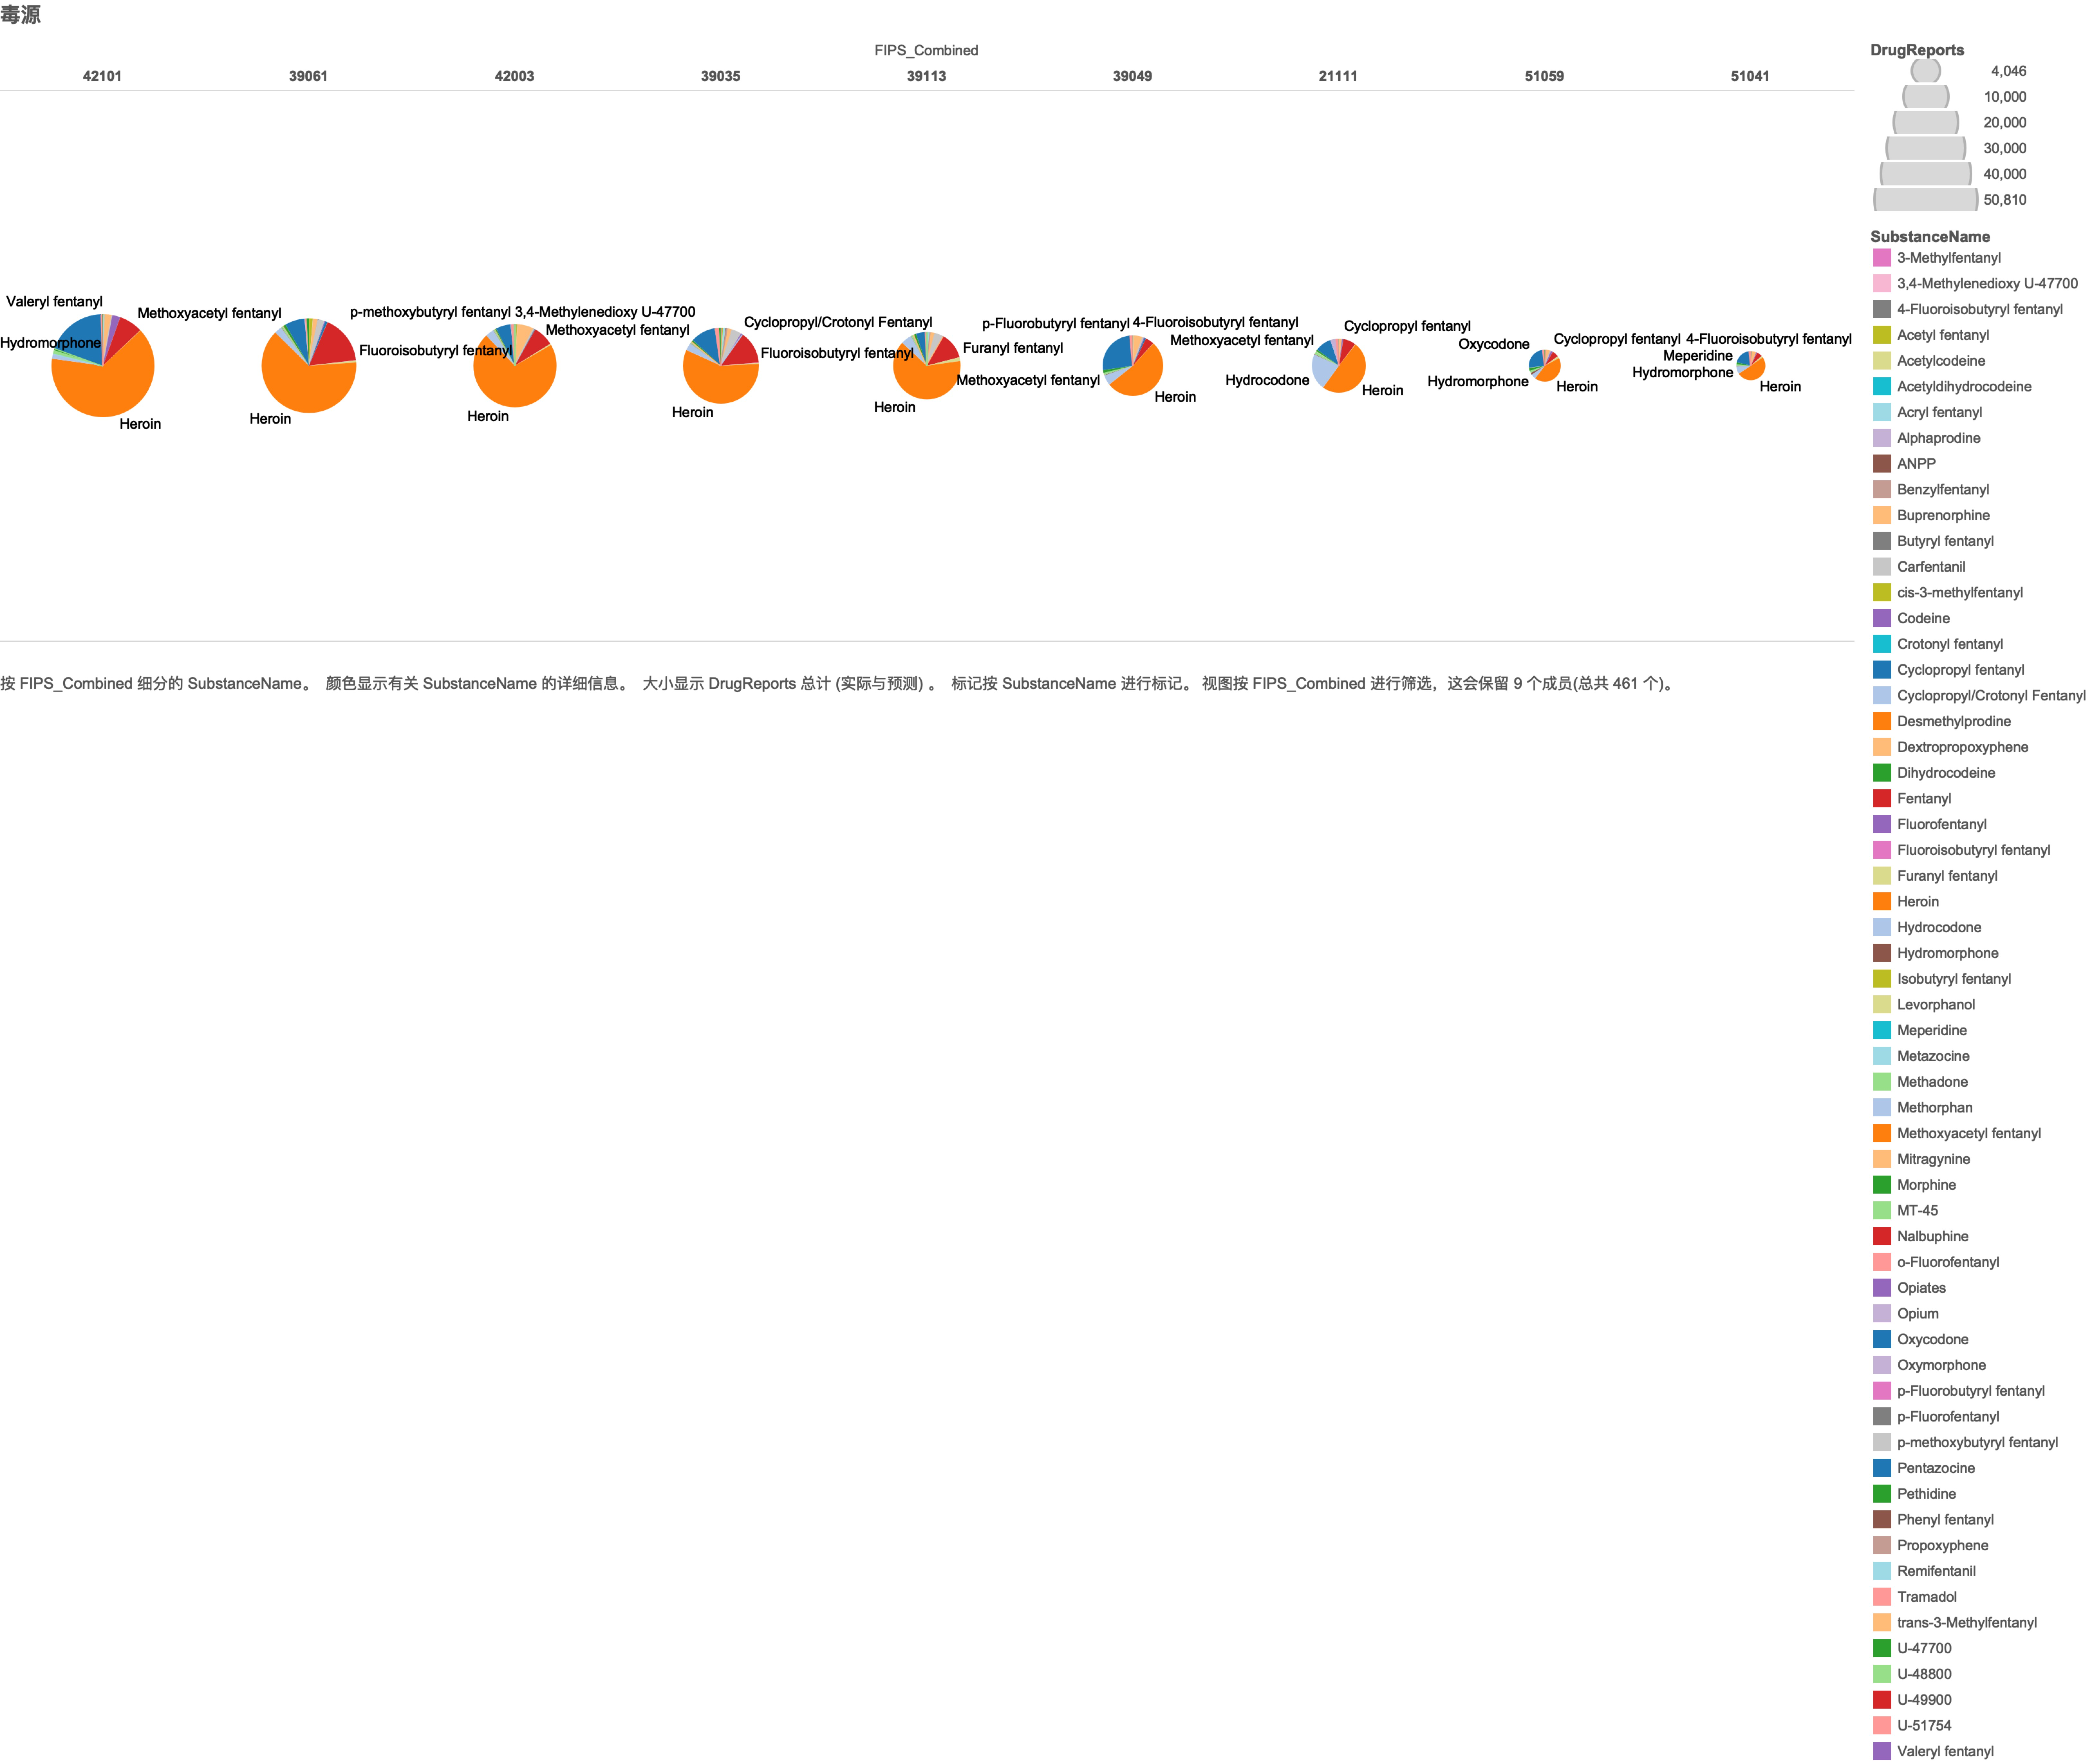 毒源
FIPS_Combined
42101 39061 42003 39035 39113 39049 21111 51059 51041
Valeryl fentanyl
Hydromorphone
Heroin
Methoxyacetyl fentanyl
Heroin
p-methoxybutyryl fentanyl 3,4-Methylenedioxy U-47700
Fluoroisobutyryl fentanyl
Heroin
Methoxyacetyl fentanyl
Heroin
Cyclopropyl/Crotonyl Fentanyl
Fluoroisobutyryl fentanyl
Furanyl fentanyl
Heroin
p-Fluorobutyryl fentanyl 4-Fluoroisobutyryl fentanyl
Methoxyacetyl fentanyl
Heroin
Cyclopropyl fentanyl
Methoxyacetyl fentanyl
Hydrocodone
Heroin
Oxycodone
Cyclopropyl fentanyl
Hydromorphone
Heroin
4-Fluoroisobutyryl fentanyl
Meperidine
Hydromorphone
Heroin
按 FIPS_Combined 细分的 SubstanceName。 颜色显示有关 SubstanceName 的详细信息。 大小显示 DrugReports 总计 (实际与预测) 。 标记按 SubstanceName 进行标记。 视图按 FIPS_Combined 进行筛选，这会保留 9 个成员(总共 461 个)。
DrugReports
4,046
10,000
20,000
30,000
40,000
50,810
SubstanceName
3-Methylfentanyl
3,4-Methylenedioxy U-47700
4-Fluoroisobutyryl fentanyl
Acetyl fentanyl
Acetylcodeine
Acetyldihydrocodeine
Acryl fentanyl
Alphaprodine
ANPP
Benzylfentanyl
Buprenorphine
Butyryl fentanyl
Carfentanil
cis-3-methylfentanyl
Codeine
Crotonyl fentanyl
Cyclopropyl fentanyl
Cyclopropyl/Crotonyl Fentanyl
Desmethylprodine
Dextropropoxyphene
Dihydrocodeine
Fentanyl
Fluorofentanyl
Fluoroisobutyryl fentanyl
Furanyl fentanyl
Heroin
Hydrocodone
Hydromorphone
Isobutyryl fentanyl
Levorphanol
Meperidine
Metazocine
Methadone
Methorphan
Methoxyacetyl fentanyl
Mitragynine
Morphine
MT-45
Nalbuphine
o-Fluorofentanyl
Opiates
Opium
Oxycodone
Oxymorphone
p-Fluorobutyryl fentanyl
p-Fluorofentanyl
p-methoxybutyryl fentanyl
Pentazocine
Pethidine
Phenyl fentanyl
Propoxyphene
Remifentanil
Tramadol
trans-3-Methylfentanyl
U-47700
U-48800
U-49900
U-51754
Valeryl fentanyl